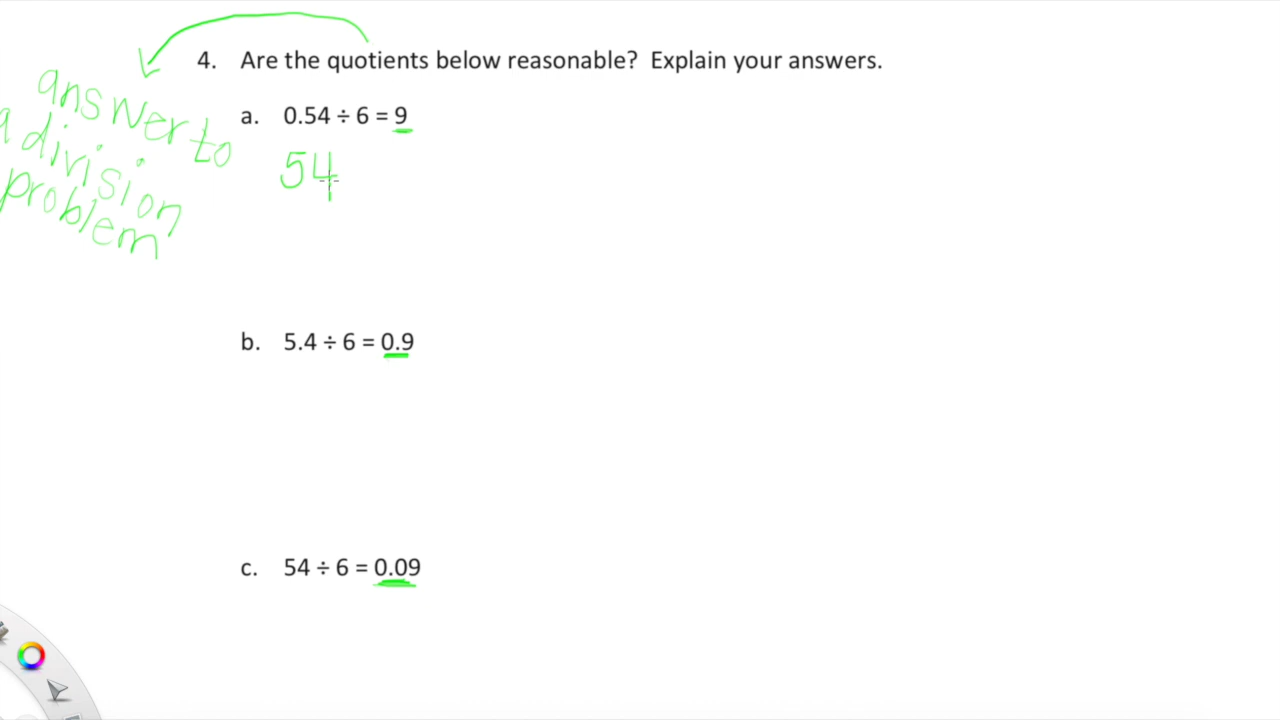 4. Are the quotients below reasonable? Explain your answers.
answer to
a division
problem
a. 0.54 ÷ 6 = 9
54
b. 5.4 ÷ 6 = 0.9
c. 54 ÷ 6 = 0.09